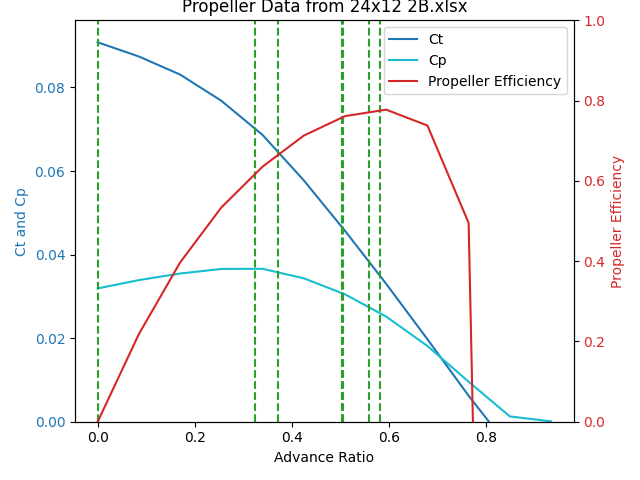 Propeller Data from 24x12 2B.xlsx
Ct
Cp
Propeller Efficiency
Ct and Cp
0.08
0.06
0.04
0.02
0.00
1.0
0.8
0.6
0.4
0.2
0.0
Propeller Efficiency
0.0 0.2 0.4 0.6 0.8
Advance Ratio